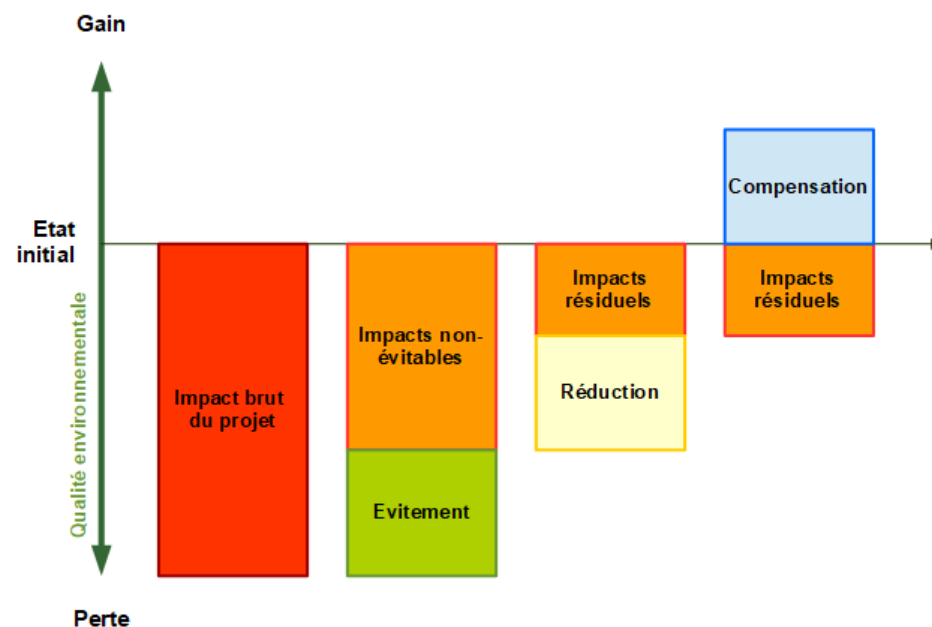 Gain
Etat
initial
Qualité environnementale
Perte
Impact brut
du projet
Impacts non-
évitables
Evitement
Impacts
résiduels
Réduction
Compensation
Impacts
résiduels